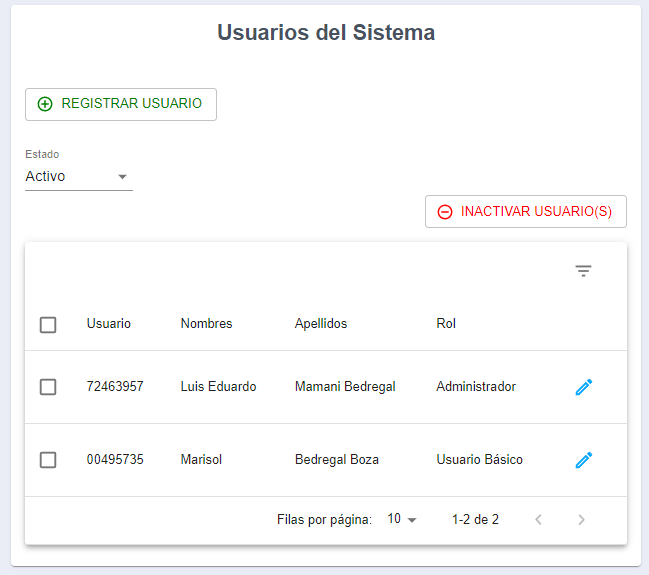 Usuarios del Sistema
REGISTRAR USUARIO
Estado
Activo
INACTIVAR USUARIO(S)
Usuario Nombres Apellidos Rol
72463957 Luis Eduardo Mamani Bedregal Administrador
00495735 Marisol Bedregal Boza Usuario Básico
Filas por página: 10 1-2 de 2